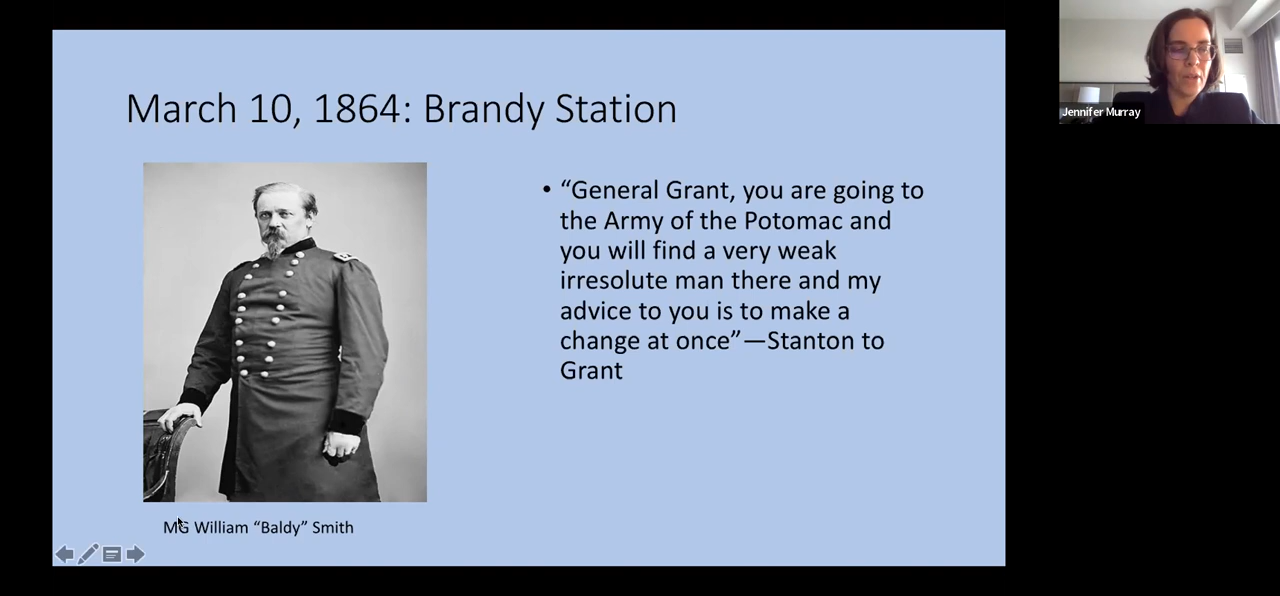 March 10, 1864: Brandy Station
• “General Grant, you are going to
the Army of the Potomac and
you will find a very weak
irresolute man there and my
advice to you is to make a
change at once”—Stanton to
Grant
MG William “Baldy” Smith
Jennifer Murray